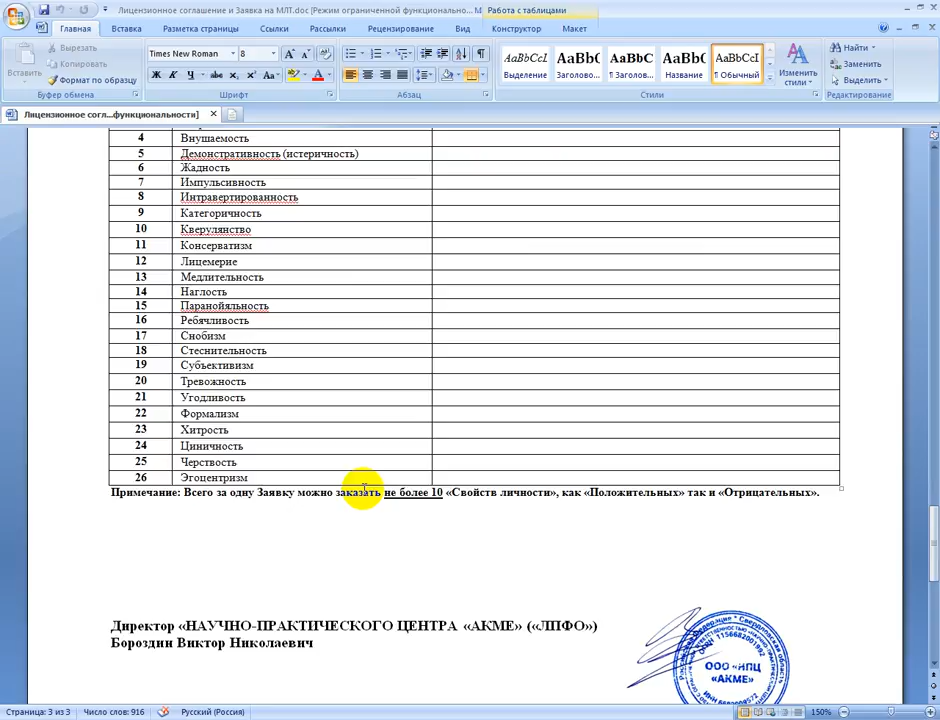 Лицензионное соглашение и Заявка на МЛТ.doc [Режим ограниченной функционально... М
Работа с таблицами
Главная Вставка Разметка страницы Ссылки Рассылки Рецензирование Вид Конструктор Макет
Вставить
Вырезать
Копировать
Формат по образцу
Буфер обмена
Times New Roman 8
Ж К Ч abc x₂ x² Aa
Шрифт
Абзац
AaBbCcI AaBbC AaBbC AaBbC AaBbCcI
Выделение Заголово... ¶ Заголов... Название ¶ Обычный
Изменить стили
Стили
Найти
Заменить
Выделить
Редактирование
Лицензионное согл...функциональности]
4 Внушаемость
5 Демонстративность (истеричность)
6 Жадность
7 Импульсивность
8 Интравертированность
9 Категоричность
10 Кверулянство
11 Консерватизм
12 Лицемерие
13 Медлительность
14 Наглость
15 Паранойяльность
16 Ребячливость
17 Снобизм
18 Стеснительность
19 Субъективизм
20 Тревожность
21 Угодливость
22 Формализм
23 Хитрость
24 Циничность
25 Черствость
26 Эгоцентризм
Примечание: Всего за одну Заявку можно заказать не более 10 «Свойств личности», как «Положительных» так и «Отрицательных».
Директор «НАУЧНО-ПРАКТИЧЕСКОГО ЦЕНТРА «АКМЕ» («ЛПФО»)
Бороздин Виктор Николаевич
ООО «НПЦ
«АКМЕ»
Страница: 3 из 3 Число слов: 916 Русский (Россия) 150%